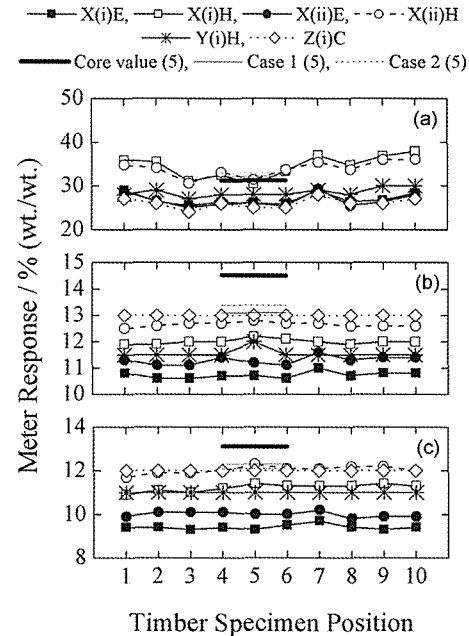 X(i)E, X(i)H, X(ii)E, X(ii)H
Y(i)H, Z(i)C
Core value (5), Case 1 (5), Case 2 (5)
Meter Response / % (wt./wt.)
50
40
30
20
(a)
15
14
13
12
11
10
(b)
14
12
10
8
(c)
1 2 3 4 5 6 7 8 9 10
Timber Specimen Position